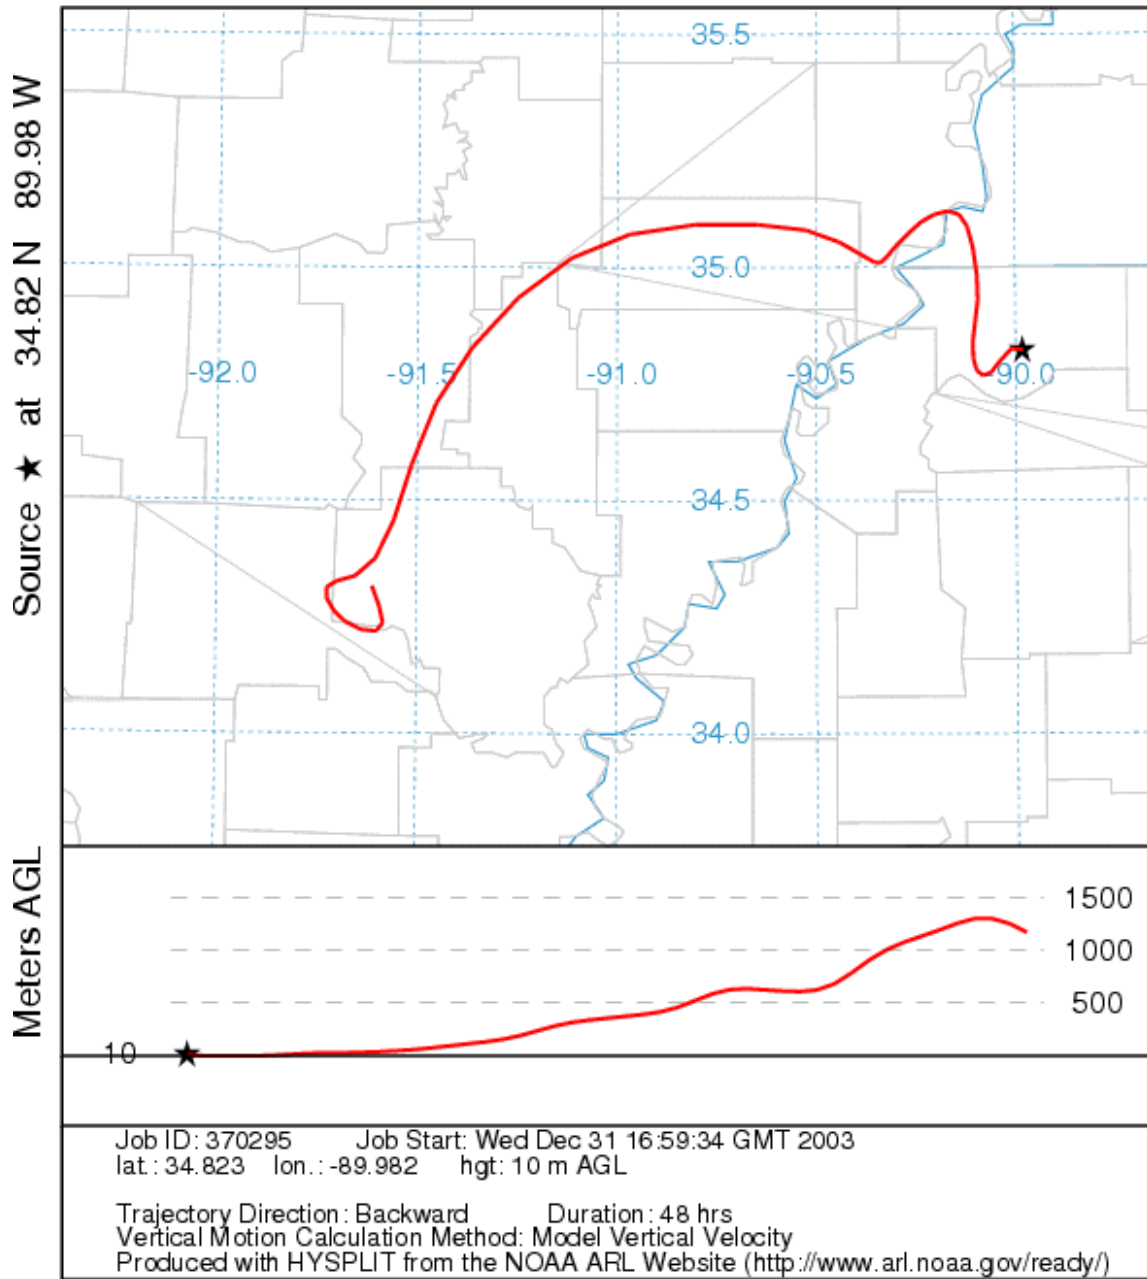 Source ★ at 34.82 N 89.98 W
35.5
35.0
-92.0
-91.5
-91.0
-90.5
-90.0
34.5
34.0
Meters AGL
1500
1000
500
10
Job ID: 370295 Job Start: Wed Dec 31 16:59:34 GMT 2003
lat.: 34.823 lon.: -89.982 hgt: 10 m AGL
Trajectory Direction: Backward Duration: 48 hrs
Vertical Motion Calculation Method: Model Vertical Velocity
Produced with HYSPLIT from the NOAA ARL Website (http://www.arl.noaa.gov/ready/)